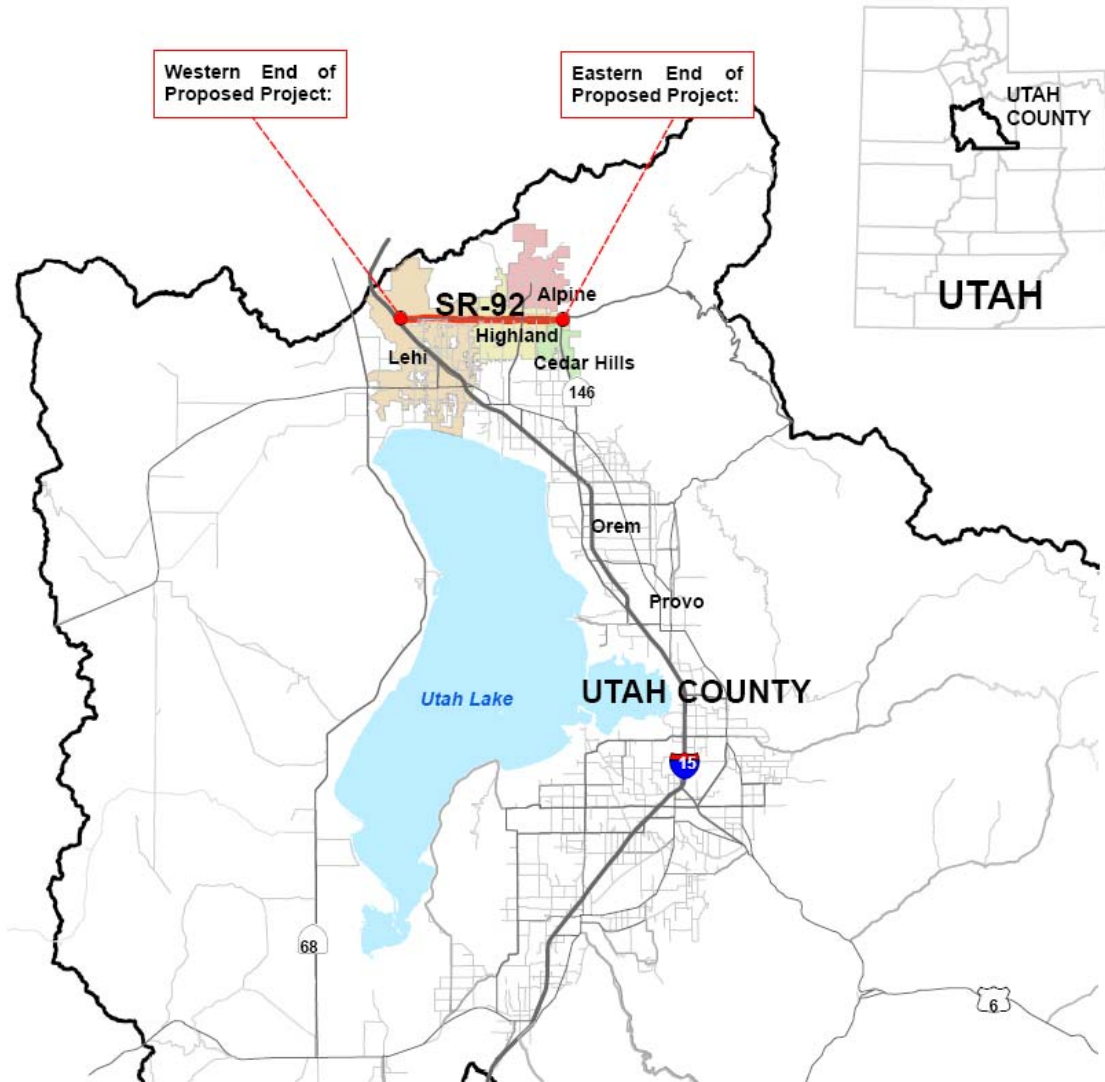 Western End of
Proposed Project:
Eastern End of
Proposed Project:
UTAH
COUNTY
UTAH
SR-92
Alpine
Highland
Lehi
Cedar Hills
146
Orem
Provo
Utah Lake
UTAH COUNTY
15
68
6